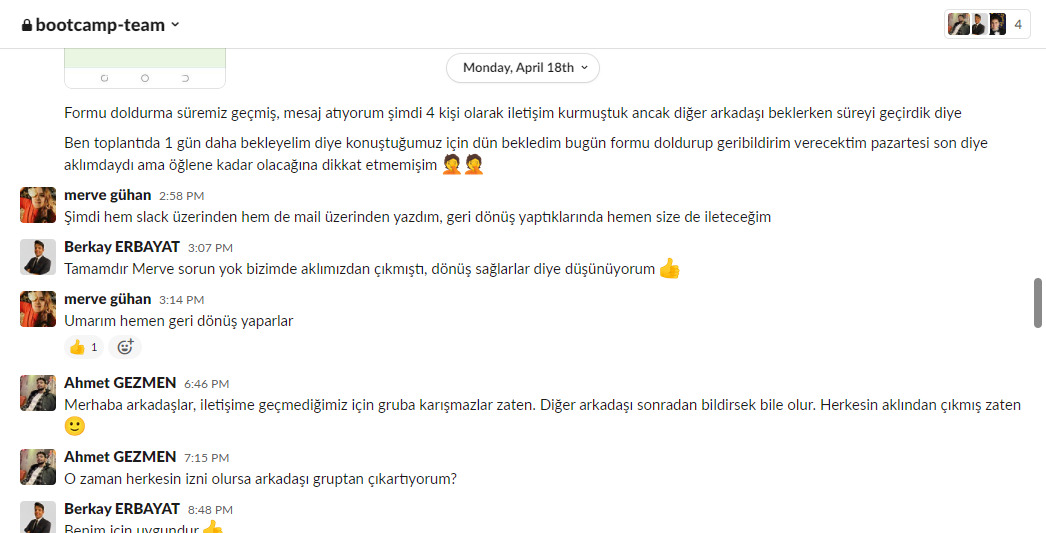 bootcamp-team
4
Monday, April 18th
Formu doldurma süremiz geçmiş, mesaj atıyorum şimdi 4 kişi olarak iletişim kurmuştuk ancak diğer arkadaşı beklerken süreyi geçirdik diye
Ben toplantıda 1 gün daha bekleyelim diye konuştuğumuz için dün bekledim bugün formu doldurup geribildirim verecektim pazartesi son diye
aklımdaydı ama öğlene kadar olacağına dikkat etmemişim 🤦🤦
merve gühan 2:58 PM
Şimdi hem slack üzerinden hem de mail üzerinden yazdım, geri dönüş yaptıklarında hemen size de ileteceğim
Berkay ERBAYAT 3:07 PM
Tamamdır Merve sorun yok bizimde aklımızdan çıkmıştı, dönüş sağlarlar diye düşünüyorum 👍
merve gühan 3:14 PM
Umarım hemen geri dönüş yaparlar
👍 1
Ahmet GEZMEN 6:46 PM
Merhaba arkadaşlar, iletişime geçmediğimiz için gruba karışmazlar zaten. Diğer arkadaşı sonradan bildirsek bile olur. Herkesin aklından çıkmış zaten
🙂
Ahmet GEZMEN 7:15 PM
O zaman herkesin izni olursa arkadaşı gruptan çıkartıyorum?
Berkay ERBAYAT 8:48 PM
Benim için uygundur 👍